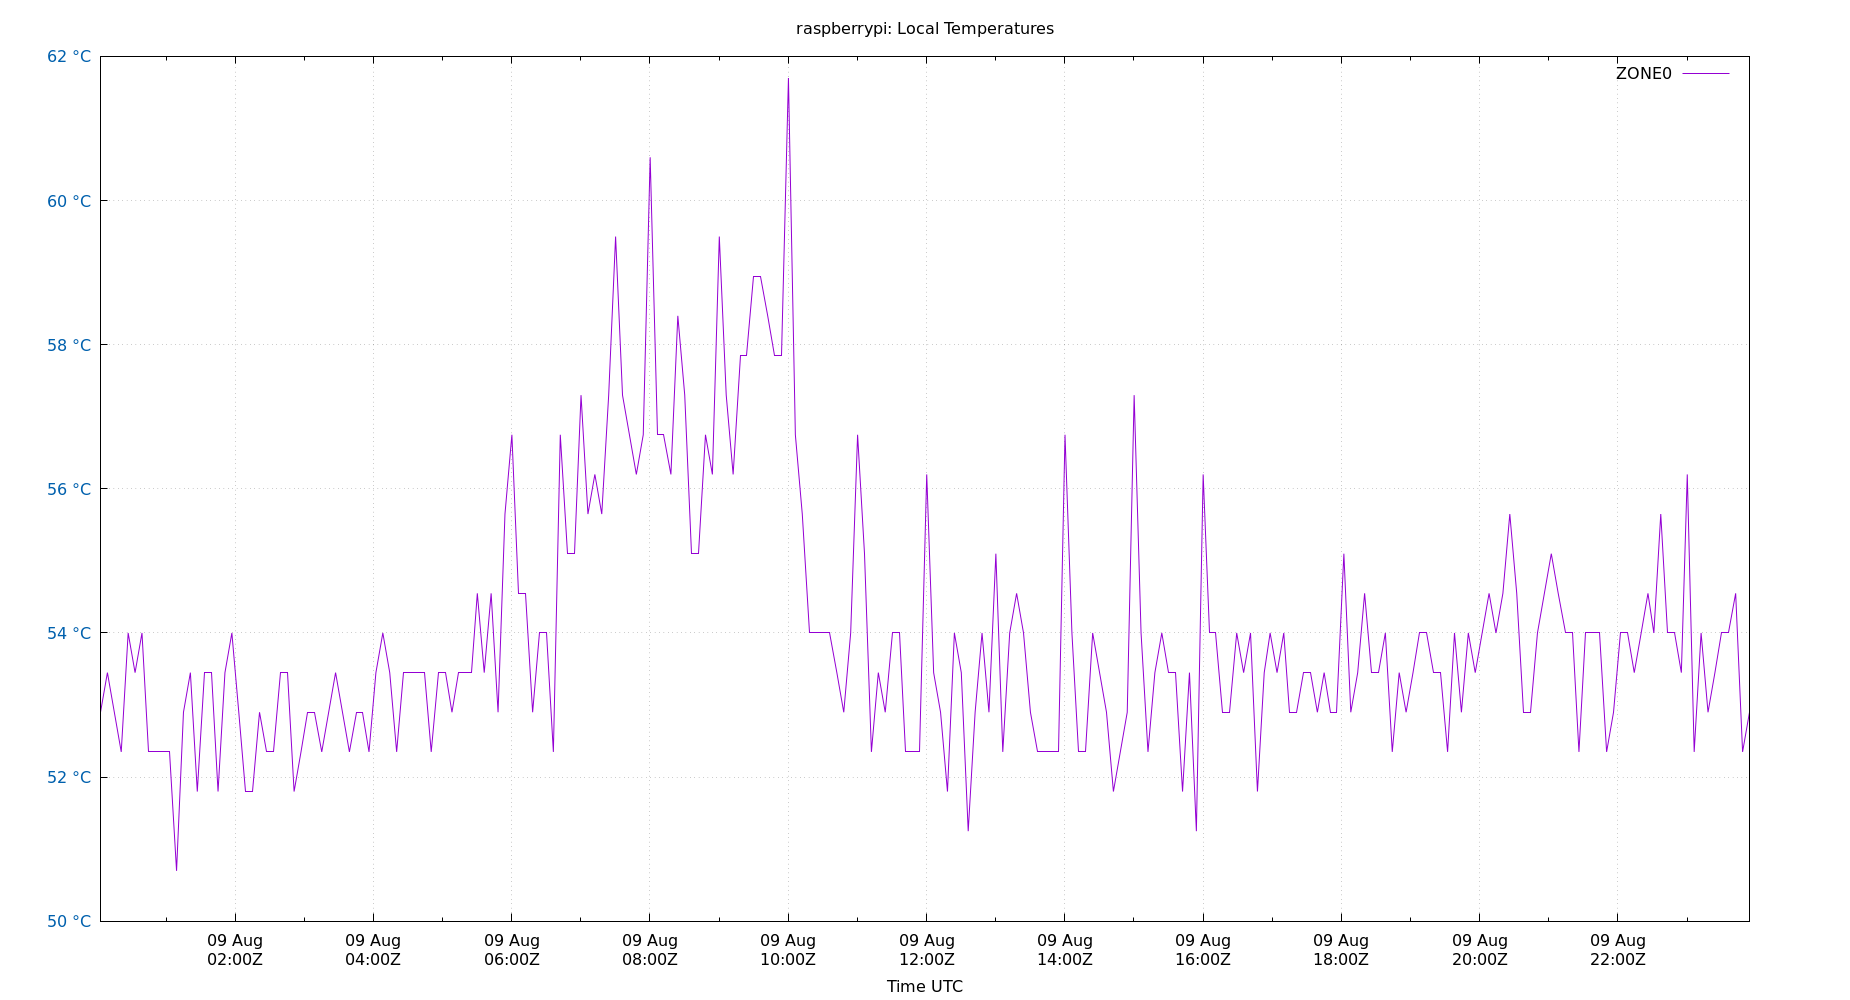 raspberrypi: Local Temperatures
62 °C
ZONE0
60 °C
58 °C
56 °C
54 °C
52 °C
50 °C
09 Aug 09 Aug 09 Aug 09 Aug 09 Aug 09 Aug 09 Aug 09 Aug 09 Aug 09 Aug 09 Aug
02:00Z 04:00Z 06:00Z 08:00Z 10:00Z 12:00Z 14:00Z 16:00Z 18:00Z 20:00Z 22:00Z
Time UTC